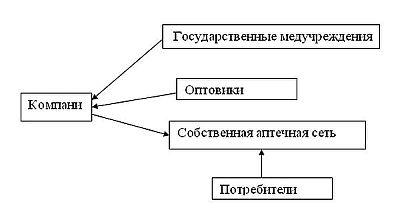 Государственные медучреждения
Оптовики
Компани
Собственная аптечная сеть
Потребители